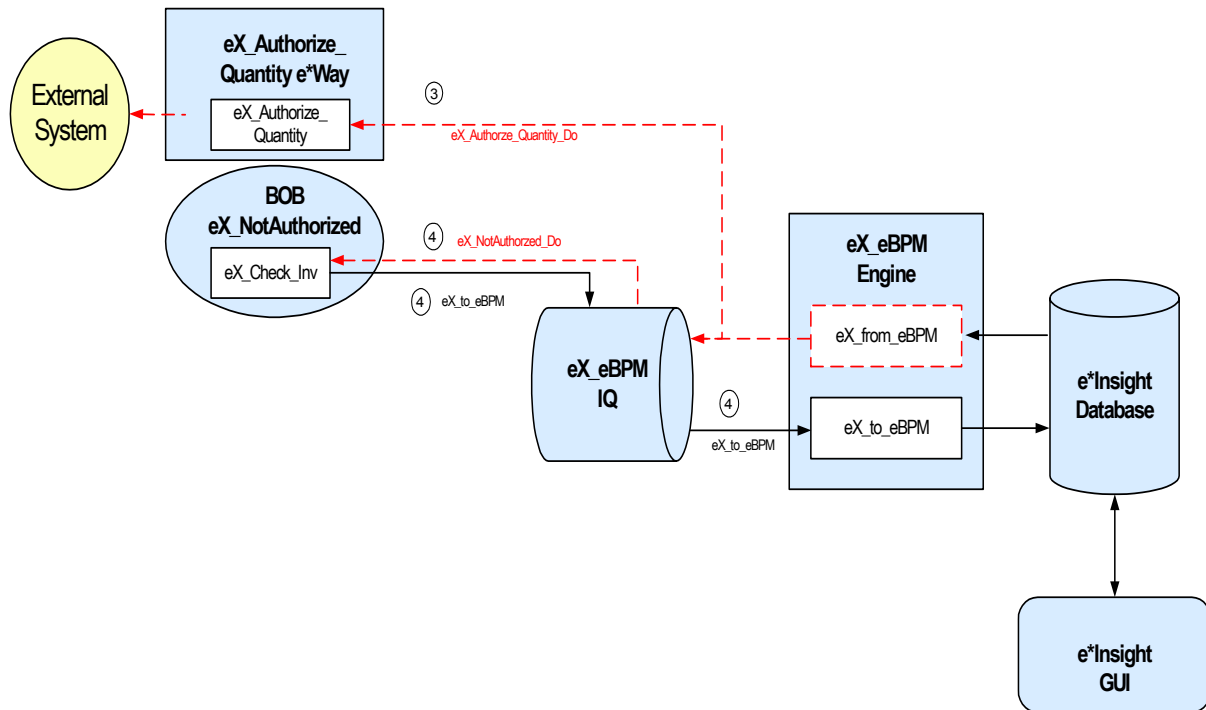 eX_Authorize_
Quantity e*Way
External
System
eX_Authorize_
Quantity
3
eX_Authorze_Quantity_Do
BOB
eX_NotAuthorized
4
eX_NotAuthorzed_Do
eX_Check_Inv
4
eX_to_eBPM
eX_eBPM
Engine
eX_from_eBPM
eX_eBPM
IQ
e*Insight
Database
4
eX_to_eBPM
eX_to_eBPM
e*Insight
GUI